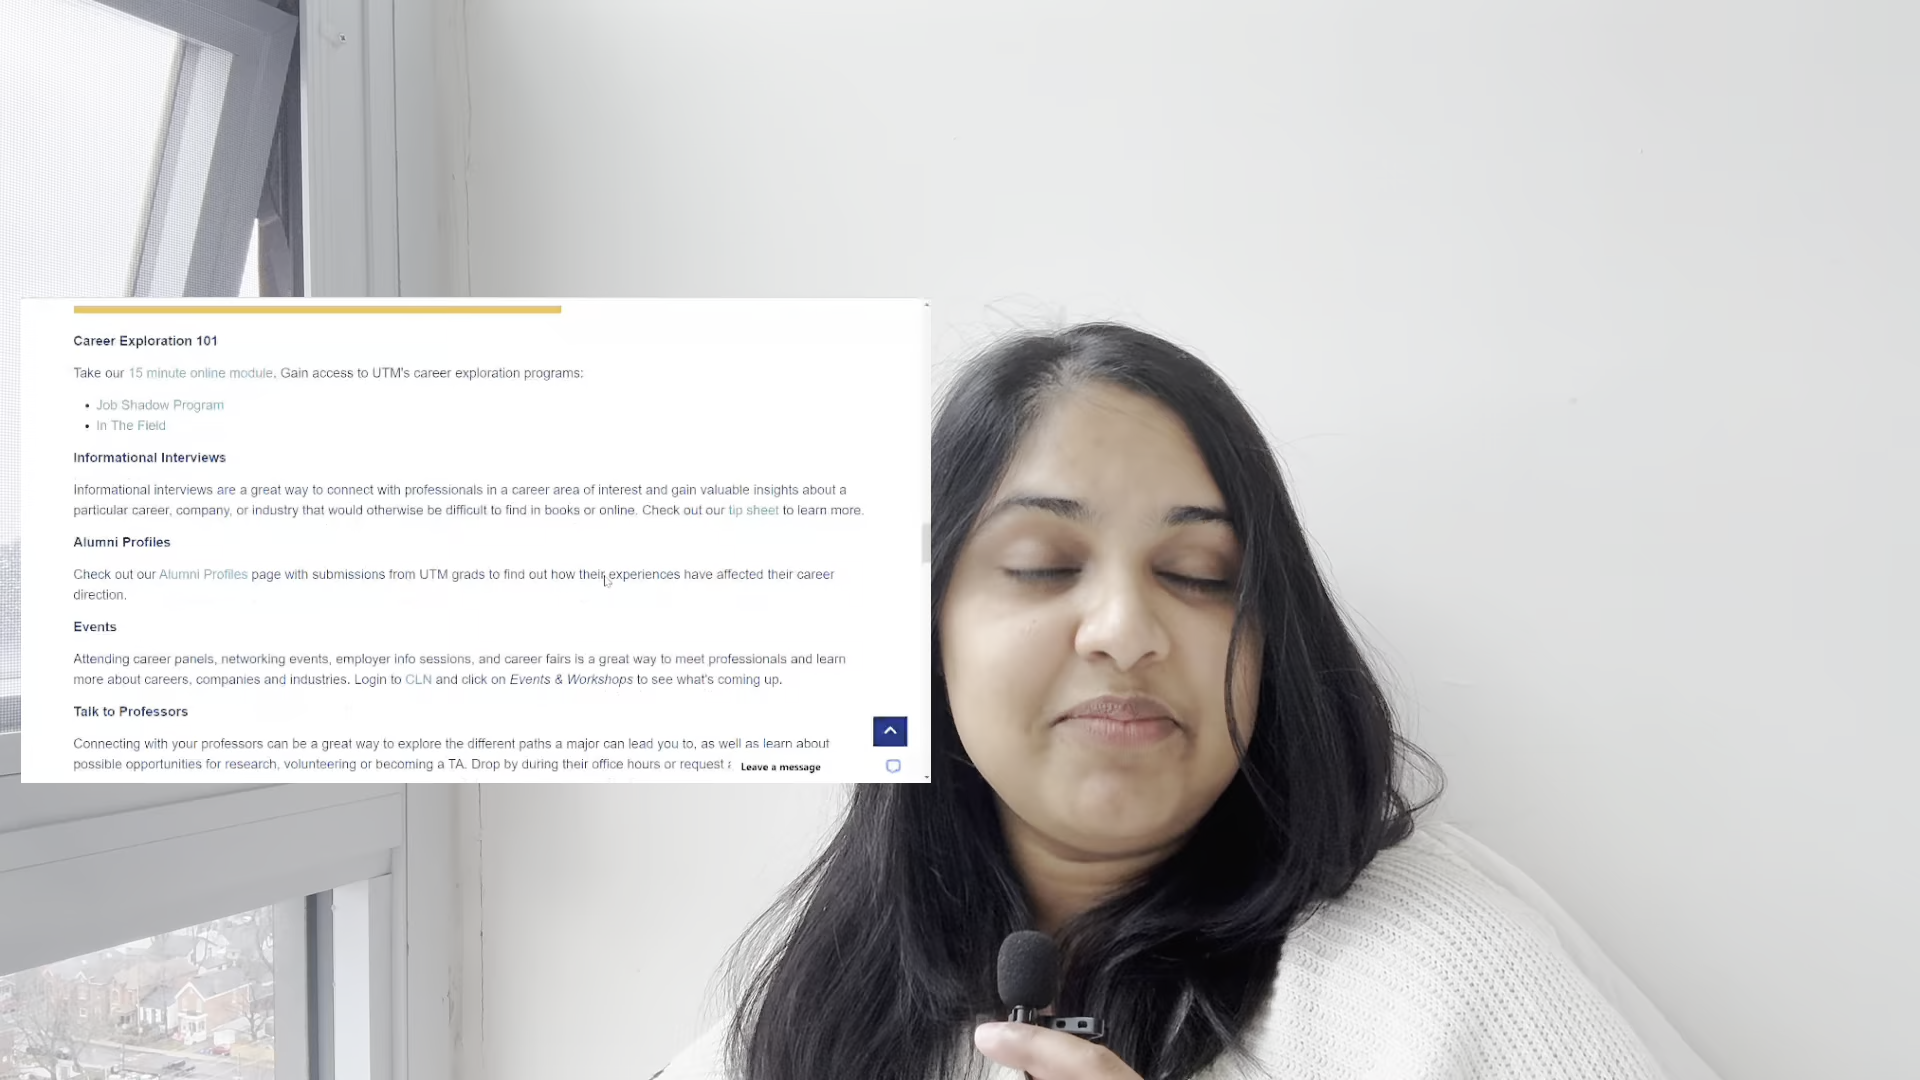 Career Exploration 101
Take our 15 minute online module. Gain access to UTM's career exploration programs:
• Job Shadow Program
• In The Field
Informational Interviews
Informational interviews are a great way to connect with professionals in a career area of interest and gain valuable insights about a
particular career, company, or industry that would otherwise be difficult to find in books or online. Check out our tip sheet to learn more.
Alumni Profiles
Check out our Alumni Profiles page with submissions from UTM grads to find out how their experiences have affected their career
direction.
Events
Attending career panels, networking events, employer info sessions, and career fairs is a great way to meet professionals and learn
more about careers, companies and industries. Login to CLN and click on Events & Workshops to see what's coming up.
Talk to Professors
Connecting with your professors can be a great way to explore the different paths a major can lead you to, as well as learn about
possible opportunities for research, volunteering or becoming a TA. Drop by during their office hours or request
Leave a message